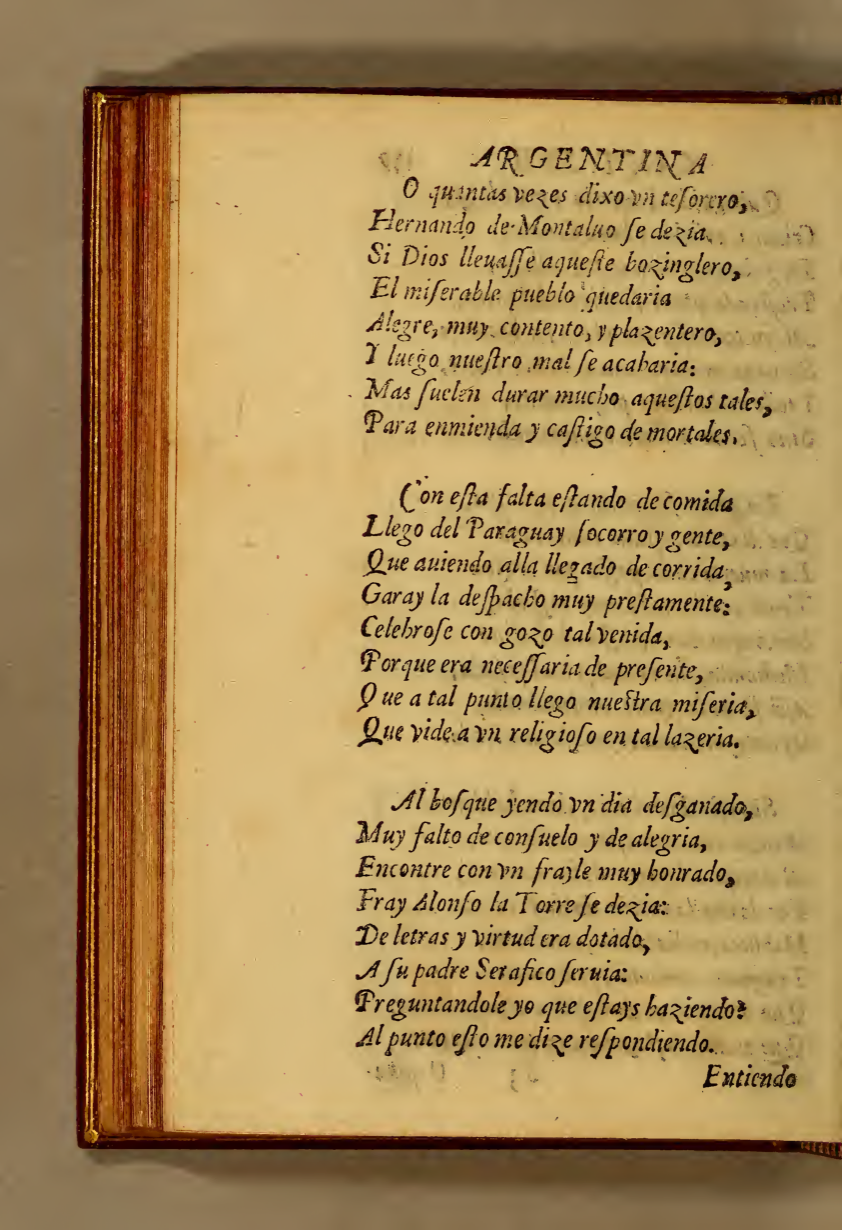 ARGENTINA
O quantas vezes dixo vn teſorero,
Hernando de Montaluo ſe dezia.
Si Dios lleuaſſe aqueſte bozinglero,
El miſerable pueblo quedaria
Alegre, muy contento, y plazentero,
I luego nueſtro mal ſe acabaria:
Mas ſuelen durar mucho aqueſtos tales,
Para enmienda y caſtigo de mortales.
Con eſta falta eſtando de comida
Llego del Paraguay ſocorro y gente,
Que auiendo alla llegado de corrida,
Garay la deſpacho muy preſtamente:
Celebroſe con gozo tal venida,
Porque era neceſſaria de preſente,
Que a tal punto llego nueſtra miſeria,
Que vide a vn religioſo en tal lazeria.
Al boſque yendo vn dia deſganado,
Muy falto de conſuelo y de alegria,
Encontre con vn frayle muy honrado,
Fray Alonſo la Torre ſe dezia:
De letras y virtud era dotado,
A ſu padre Serafico ſeruia:
Preguntandole yo que eſtays haziendo?
Al punto eſto me dize reſpondiendo.
Entiendo